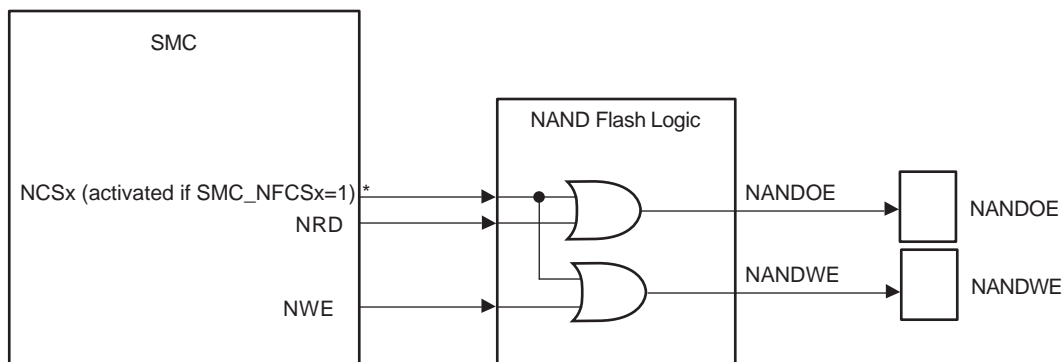 SMC
NAND Flash Logic
NCSx (activated if SMC_NFCSx=1) *
NRD
NWE
NANDOE
NANDOE
NANDWE
NANDWE